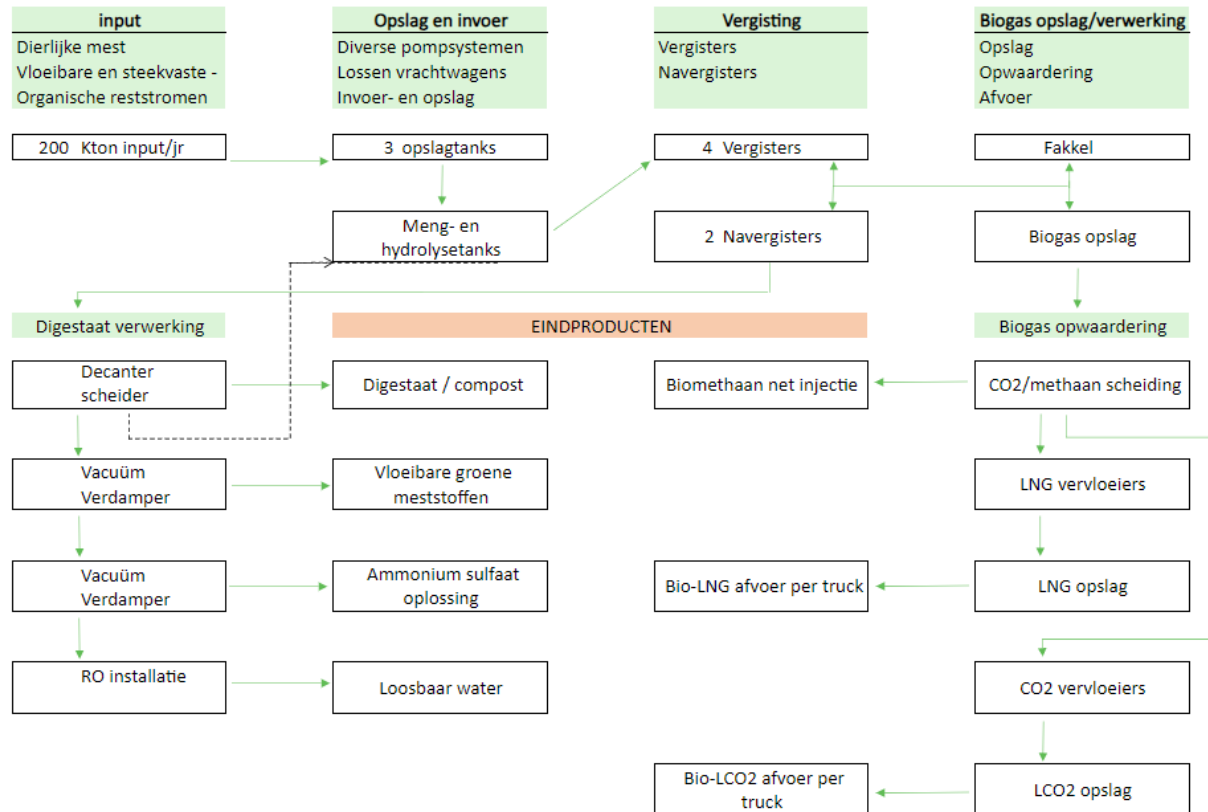 input
Dierlijke mest
Vloeibare en steekvaste -
Organische reststromen
Opslag en invoer
Diverse pompsystemen
Lossen vrachtwagens
Invoer- en opslag
Vergisting
Vergisters
Navergisters
Biogas opslag/verwerking
Opslag
Opwaardering
Afvoer
200 Kton input/jr
3 opslagtanks
4 Vergisters
Fakkel
Meng- en
hydrolysetanks
2 Navergisters
Biogas opslag
Digestaat verwerking
EINDPRODUCTEN
Biogas opwaardering
Decanter
scheider
Digestaat / compost
Biomethaan net injectie
CO2/methaan scheiding
Vacuüm
Verdamper
Vloeibare groene
meststoffen
LNG vervloeiers
Vacuüm
Verdamper
Ammonium sulfaat
oplossing
Bio-LNG afvoer per truck
LNG opslag
RO installatie
Loosbaar water
CO2 vervloeiers
Bio-LCO2 afvoer per
truck
LCO2 opslag